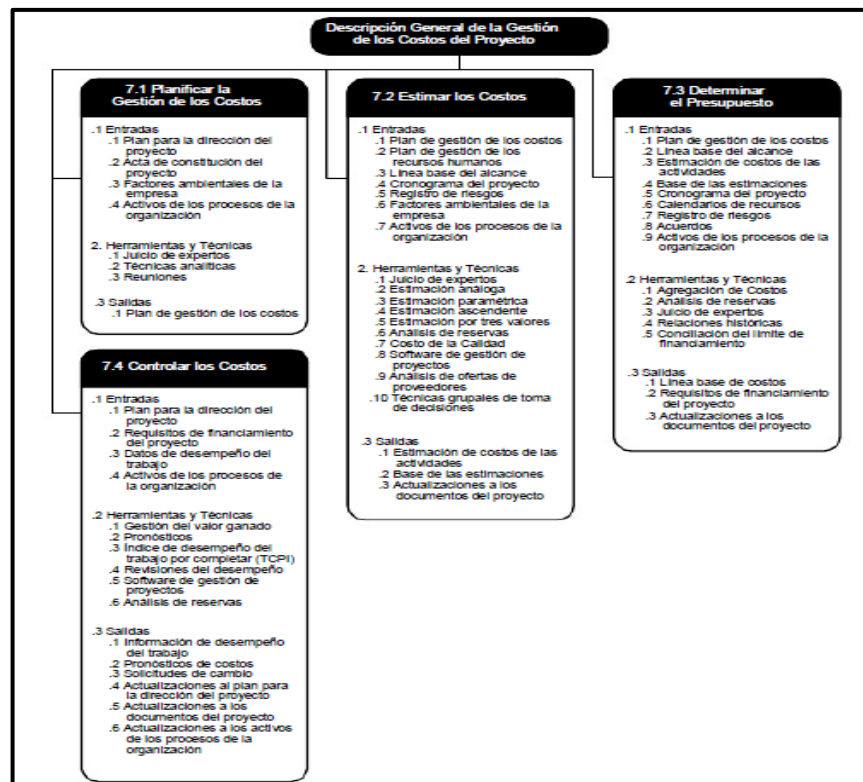 Descripción General de la Gestión
de los Costos del Proyecto
7.1 Planificar la
Gestión de los Costos
.1 Entradas
.1 Plan para la dirección del
proyecto
.2 Acta de constitución del
proyecto
.3 Factores ambientales de la
empresa
.4 Activos de los procesos de la
organización
2. Herramientas y Técnicas
.1 Juicio de expertos
.2 Técnicas analíticas
.3 Reuniones
.3 Salidas
.1 Plan de gestión de los costos
7.2 Estimar los Costos
.1 Entradas
.1 Plan de gestión de los costos
.2 Plan de gestión de los
recursos humanos
.3 Línea base del alcance
.4 Cronograma del proyecto
.5 Registro de riesgos
.6 Factores ambientales de la
empresa
.7 Activos de los procesos de la
organización
2. Herramientas y Técnicas
.1 Juicio de expertos
.2 Estimación análoga
.3 Estimación paramétrica
.4 Estimación ascendente
.5 Estimación por tres valores
.6 Análisis de reservas
.7 Costo de la Calidad
.8 Software de gestión de
proyectos
.9 Análisis de ofertas de
proveedores
.10 Técnicas grupales de toma
de decisiones
.3 Salidas
.1 Estimación de costos de las
actividades
.2 Base de las estimaciones
.3 Actualizaciones a los
documentos del proyecto
7.3 Determinar
el Presupuesto
.1 Entradas
.1 Plan de gestión de los costos
.2 Línea base del alcance
.3 Estimación de costos de las
actividades
.4 Base de las estimaciones
.5 Cronograma del proyecto
.6 Calendarios de recursos
.7 Registro de riesgos
.8 Acuerdos
.9 Activos de los procesos de la
organización
.2 Herramientas y Técnicas
.1 Agregación de Costos
.2 Análisis de reservas
.3 Juicio de expertos
.4 Relaciones históricas
.5 Conciliación del límite de
financiamiento
.3 Salidas
.1 Línea base de costos
.2 Requisitos de financiamiento
del proyecto
.3 Actualizaciones a los
documentos del proyecto
7.4 Controlar los Costos
.1 Entradas
.1 Plan para la dirección del
proyecto
.2 Requisitos de financiamiento
del proyecto
.3 Datos de desempeño del
trabajo
.4 Activos de los procesos de
la organización
.2 Herramientas y Técnicas
.1 Gestión del valor ganado
.2 Pronósticos
.3 Índice de desempeño del
trabajo por completar (TCPI)
.4 Revisiones del desempeño
.5 Software de gestión de
proyectos
.6 Análisis de reservas
.3 Salidas
.1 Información de desempeño
del trabajo
.2 Pronósticos de costos
.3 Solicitudes de cambio
.4 Actualizaciones al plan para
la dirección del proyecto
.5 Actualizaciones a los
documentos del proyecto
.6 Actualizaciones a los activos
de los procesos de la
organización